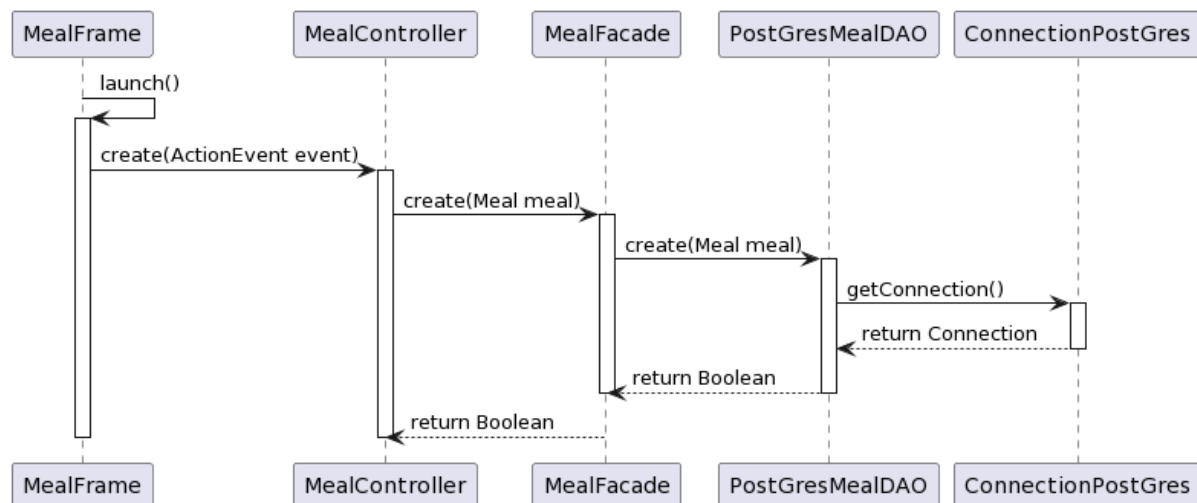 MealFrame
MealController
MealFacade
PostGresMealDAO
ConnectionPostGres
launch()
create(ActionEvent event)
create(Meal meal)
create(Meal meal)
getConnection()
return Connection
return Boolean
return Boolean
MealFrame
MealController
MealFacade
PostGresMealDAO
ConnectionPostGres